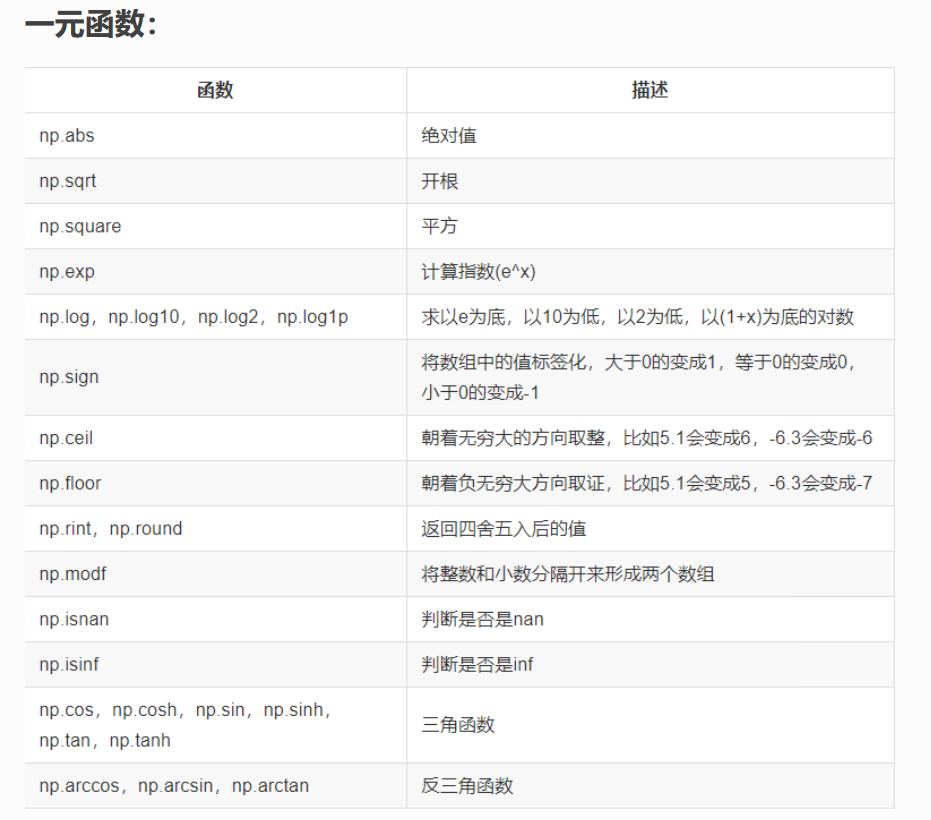 一元函数：
函数 描述
np.abs 绝对值
np.sqrt 开根
np.square 平方
np.exp 计算指数(e^x)
np.log，np.log10，np.log2，np.log1p 求以e为底，以10为低，以2为低，以(1+x)为底的对数
np.sign 将数组中的值标签化，大于0的变成1，等于0的变成0，
小于0的变成-1
np.ceil 朝着无穷大的方向取整，比如5.1会变成6，-6.3会变成-6
np.floor 朝着负无穷大方向取证，比如5.1会变成5，-6.3会变成-7
np.rint，np.round 返回四舍五入后的值
np.modf 将整数和小数分隔开来形成两个数组
np.isnan 判断是否是nan
np.isinf 判断是否是inf
np.cos，np.cosh，np.sin，np.sinh，
np.tan，np.tanh 三角函数
np.arccos，np.arcsin，np.arctan 反三角函数